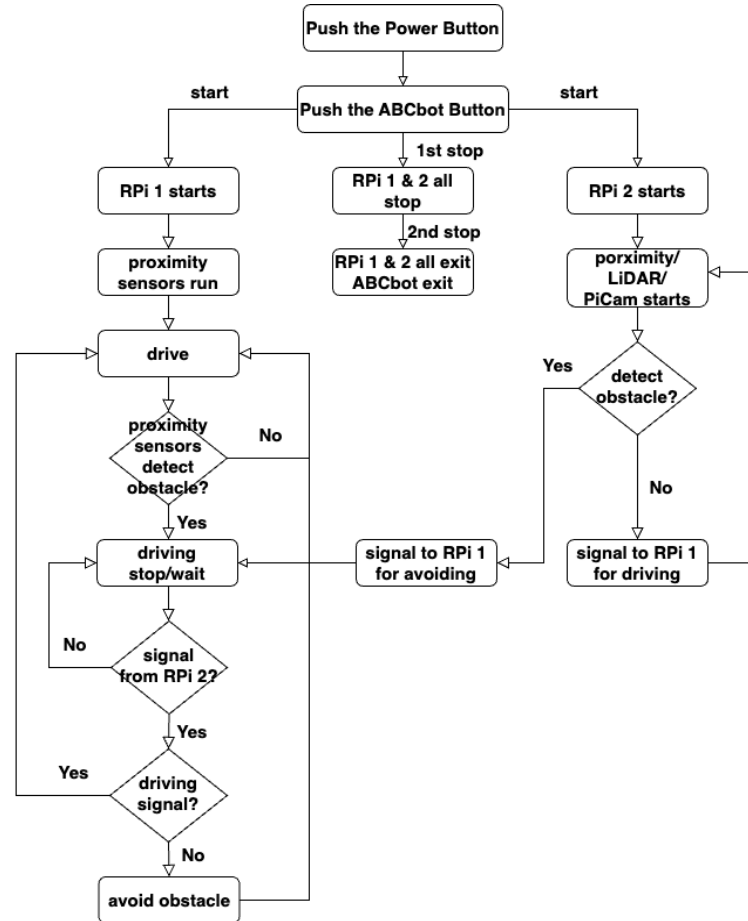 Push the Power Button
start
Push the ABCbot Button
start
1st stop
RPi 1 starts
RPi 1 & 2 all
stop
RPi 2 starts
2nd stop
proximity
sensors run
RPi 1 & 2 all exit
ABCbot exit
porximity/
LiDAR/
PiCam starts
drive
Yes
detect
obstacle?
proximity
sensors
detect
obstacle?
No
No
Yes
driving
stop/wait
signal to RPi 1
for avoiding
signal to RPi 1
for driving
No
signal
from RPi 2?
Yes
Yes
driving
signal?
No
avoid obstacle